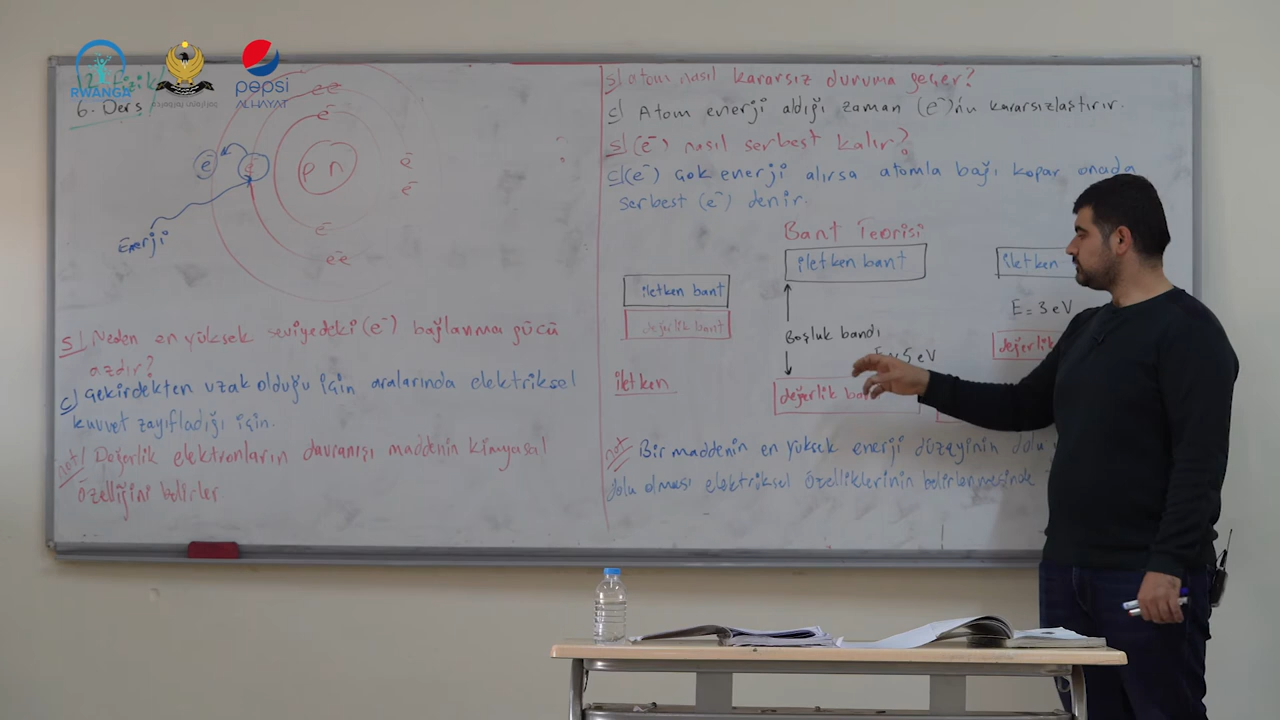 12. Fizik
RWANGA
pepsi
ALHAYAT
6. Ders
ē ē
ē
ē
p n
ē
ē
ē
ē
ē ē
Enerji
s) Neden en yüksek seviyedeki (e⁻) bağlanma gücü
azdır?
c) Çekirdekten uzak olduğu için aralarında elektriksel
kuvvet zayıfladığı için.
not/ Değerlik elektronların davranışı maddenin kimyasal
özelliğini belirler
s) atom nasıl kararsız duruma geçer?
c) Atom enerji aldığı zaman (e⁻)'nu kararsızlaştırır.
s) (e⁻) nasıl serbest kalır?
c) (e⁻) çok enerji alırsa atomla bağı kopar onada
serbest (e⁻) denir.
Bant Teorisi
iletken bant
değerlik bant
iletken
iletken bant
Boşluk bandı
5 eV
değerlik
iletken
E = 3 eV
değerlik
not/ Bir maddenin en yüksek enerji düzeyinin dolu
dolu olması elektriksel özelliklerinin belirlenmesinde